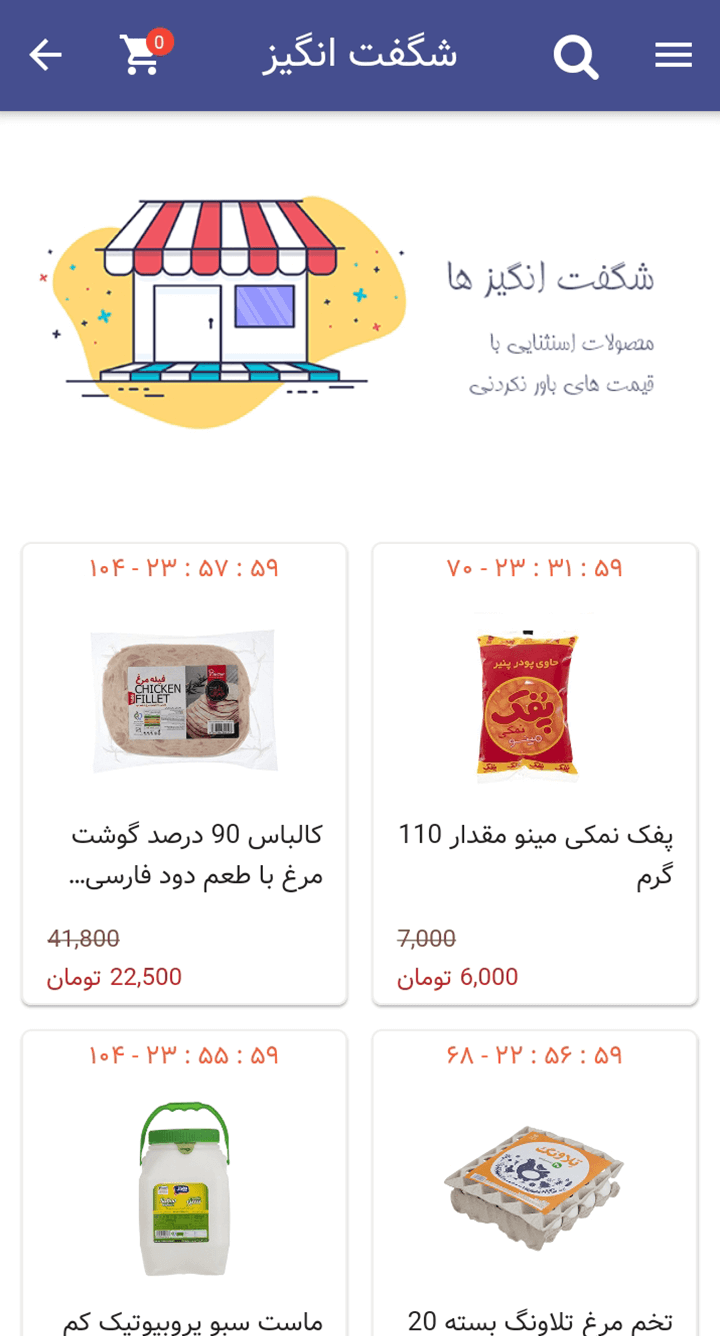 شگفت انگیز
0
شگفت انگیز ها
محصولات استثنایی با
قیمت های باور نکردنی
۷۰ - ۲۳ : ۳۱ : ۵۹
حاوی پودر پنیر
پفک
نمکی
مینو
پفک نمکی مینو مقدار 110
گرم
7,000
6,000 تومان
۱۰۴ - ۲۳ : ۵۷ : ۵۹
فیله مرغ
CHICKEN
FILLET
کالباس 90 درصد گوشت
مرغ با طعم دود فارسی...
41,800
22,500 تومان
۶۸ - ۲۲ : ۵۶ : ۵۹
تلاونگ
تخم مرغ تلاونگ بسته 20
۱۰۴ - ۲۳ : ۵۵ : ۵۹
ماست سبو پروبیوتیک کم